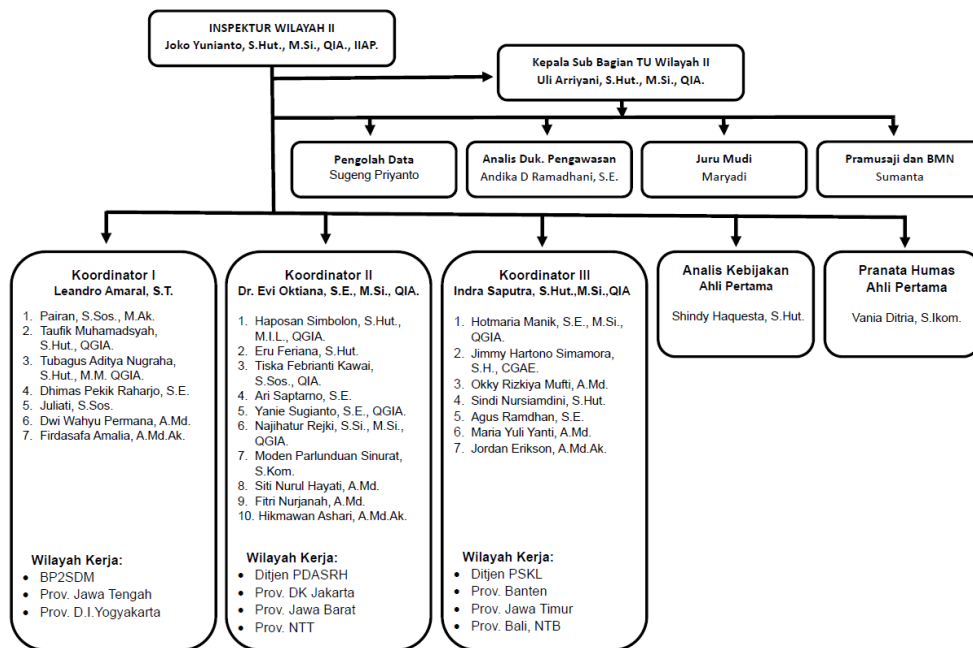 INSPEKTUR WILAYAH II
Joko Yunianto, S.Hut., M.Si., QIA., IIAP.
Kepala Sub Bagian TU Wilayah II
Uli Arriyani, S.Hut., M.Si., QIA.
Pengolah Data
Sugeng Priyanto
Analis Duk. Pengawasan
Andika D Ramadhani, S.E.
Juru Mudi
Maryadi
Pramusaji dan BMN
Sumanta
Koordinator I
Leandro Amaral, S.T.
1. Pairan, S.Sos., M.Ak.
2. Taufik Muhamadsyah,
S.Hut., QGIA.
3. Tubagus Aditya Nugraha,
S.Hut., M.M. QGIA.
4. Dhimas Pekik Raharjo, S.E.
5. Juliati, S.Sos.
6. Dwi Wahyu Permana, A.Md.
7. Firdasafa Amalia, A.Md.Ak.
Wilayah Kerja:
• BP2SDM
• Prov. Jawa Tengah
• Prov. D.I.Yogyakarta
Koordinator II
Dr. Evi Oktiana, S.E., M.Si., QIA.
1. Haposan Simbolon, S.Hut.,
M.I.L., QGIA.
2. Eru Feriana, S.Hut.
3. Tiska Febrianti Kawai,
S.Sos., QIA.
4. Ari Saptarno, S.E.
5. Yanie Sugianto, S.E., QGIA.
6. Najihatur Rejki, S.Si., M.Si.,
QGIA.
7. Moden Parlunduan Sinurat,
S.Kom.
8. Siti Nurul Hayati, A.Md.
9. Fitri Nurjanah, A.Md.
10. Hikmawan Ashari, A.Md.Ak.
Wilayah Kerja:
• Ditjen PDASRH
• Prov. DK Jakarta
• Prov. Jawa Barat
• Prov. NTT
Koordinator III
Indra Saputra, S.Hut.,M.Si.,QIA
1. Hotmaria Manik, S.E., M.Si.,
QGIA.
2. Jimmy Hartono Simamora,
S.H., CGAE.
3. Okky Rizkiya Mufti, A.Md.
4. Sindi Nursiamdini, S.Hut.
5. Agus Ramdhan, S.E.
6. Maria Yuli Yanti, A.Md.
7. Jordan Erikson, A.Md.Ak.
Wilayah Kerja:
• Ditjen PSKL
• Prov. Banten
• Prov. Jawa Timur
• Prov. Bali, NTB
Analis Kebijakan
Ahli Pertama
Shindy Haquesta, S.Hut.
Pranata Humas
Ahli Pertama
Vania Ditria, S.Ikom.